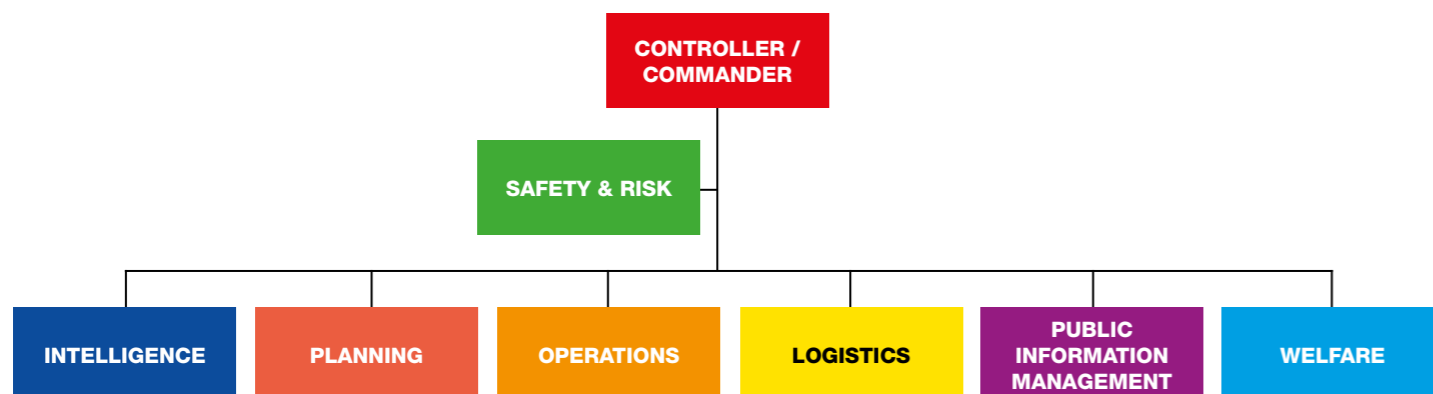 CONTROLLER /
COMMANDER
SAFETY & RISK
INTELLIGENCE
PLANNING
OPERATIONS
LOGISTICS
PUBLIC
INFORMATION
MANAGEMENT
WELFARE